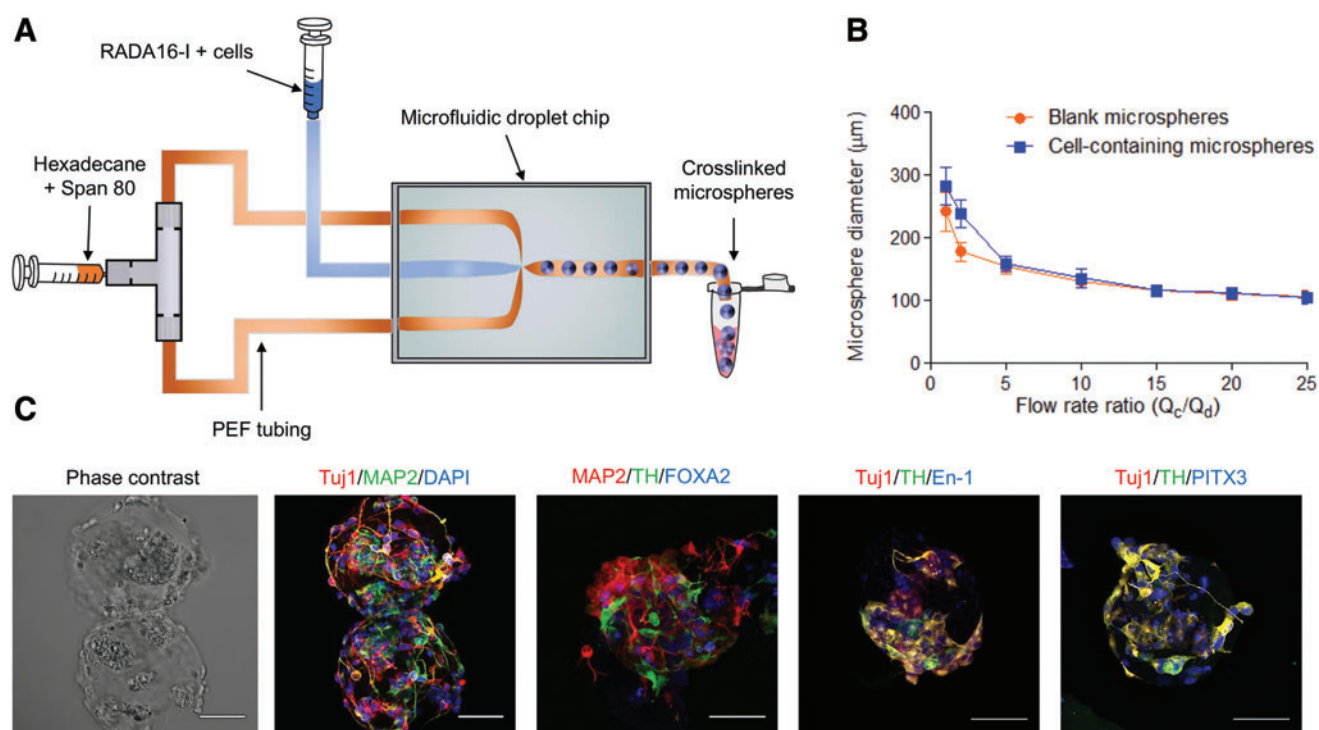 A
RADA16-I + cells
Microfluidic droplet chip
Hexadecane
+ Span 80
Crosslinked
microspheres
PEF tubing
B
Microsphere diameter (μm)
400
300
200
100
0
Blank microspheres
Cell-containing microspheres
0 5 10 15 20 25
Flow rate ratio (Qc/Qd)
C
Phase contrast
Tuj1/MAP2/DAPI
MAP2/TH/FOXA2
Tuj1/TH/En-1
Tuj1/TH/PITX3